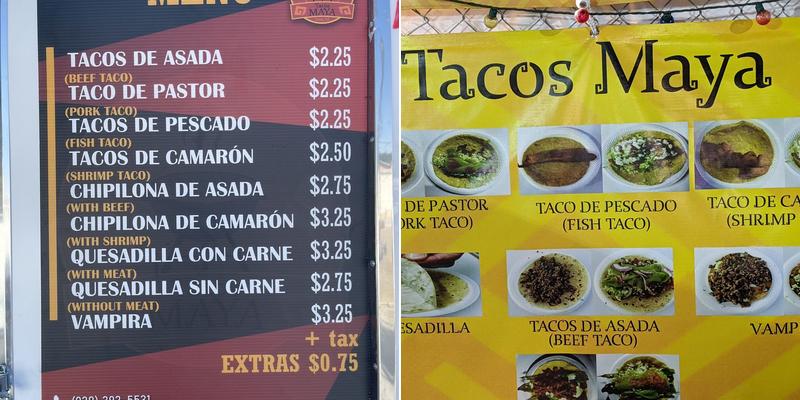 MENU
MAYA
TACOS DE ASADA $2.25
(BEEF TACO)
TACO DE PASTOR $2.25
(PORK TACO)
TACOS DE PESCADO $2.25
(FISH TACO)
TACOS DE CAMARÓN $2.50
(SHRIMP TACO)
CHIPILONA DE ASADA $2.75
(WITH BEEF)
CHIPILONA DE CAMARÓN $3.25
(WITH SHRIMP)
QUESADILLA CON CARNE $3.25
(WITH MEAT)
QUESADILLA SIN CARNE $2.75
(WITHOUT MEAT)
VAMPIRA $3.25
+ tax
EXTRAS $0.75
Tacos Maya
DE PASTOR
ORK TACO)
TACO DE PESCADO
(FISH TACO)
TACO DE CA
(SHRIMP
ESADILLA
TACOS DE ASADA
(BEEF TACO)
VAMP